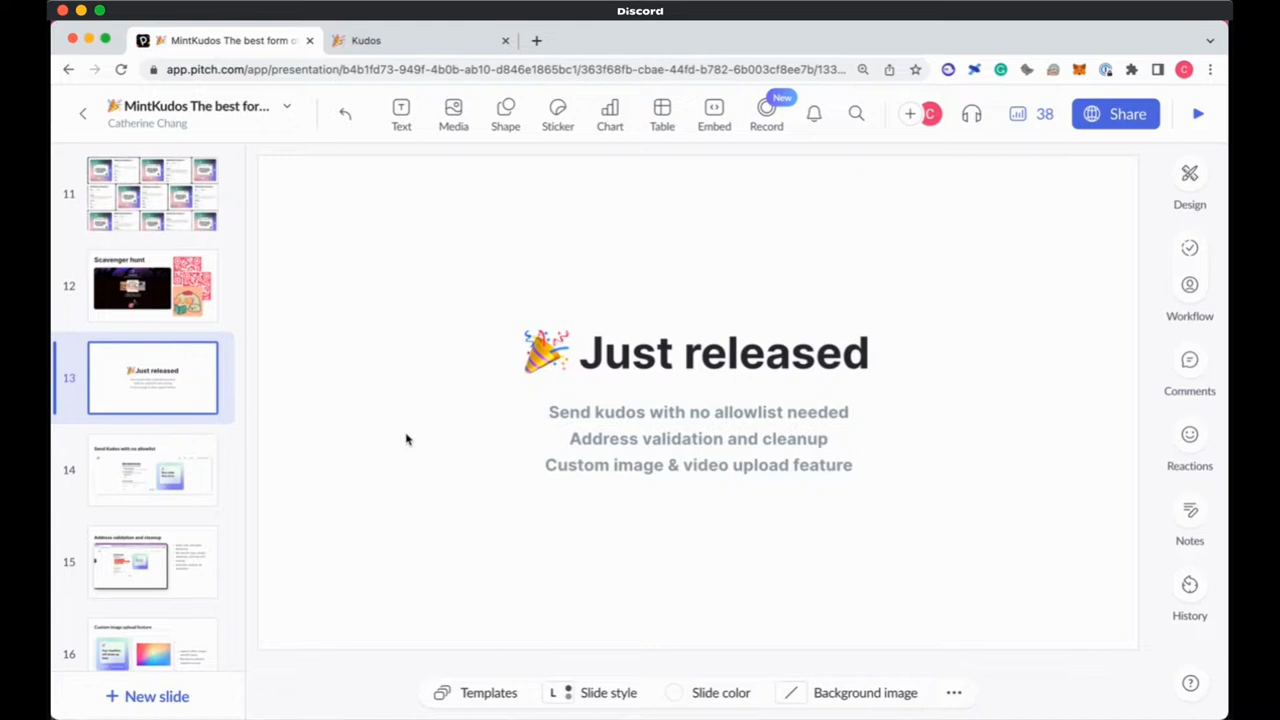 Discord
MintKudos The best form o
Kudos
app.pitch.com/app/presentation/b4b1fd73-949f-4b0b-ab10-d846e1865bc1/363f68fb-cbae-44fd-b782-6b003cf8ee7b/133...
C
MintKudos The best for...
Catherine Chang
Text
Media
Shape
Sticker
Chart
Table
Embed
New
Record
C
38
Share
11
12
Scavenger hunt
13
Just released
14
Send Kudos with no allowlist
15
Address validation and cleanup
16
Custom image upload feature
New slide
Just released
Send kudos with no allowlist needed
Address validation and cleanup
Custom image & video upload feature
Design
Workflow
Comments
Reactions
Notes
History
Templates
L
Slide style
Slide color
Background image